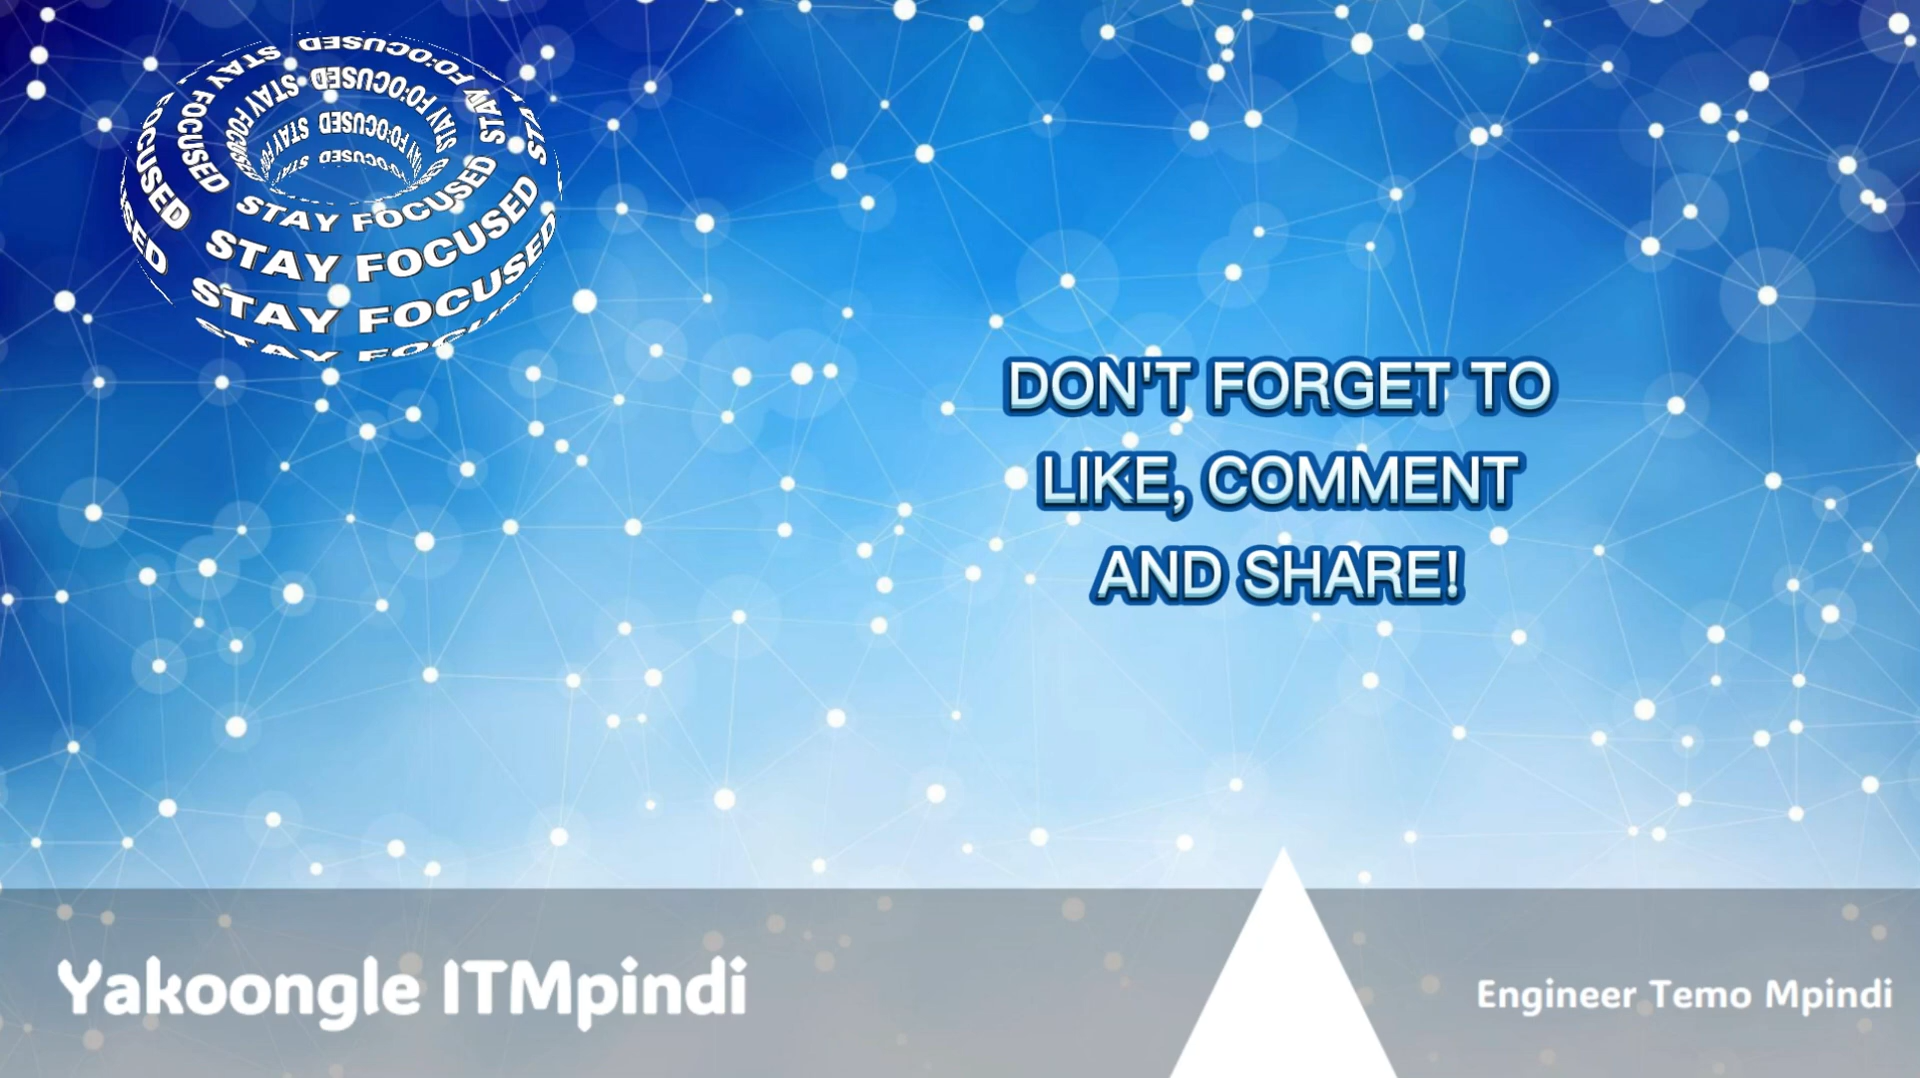 STAY FOCUSED
STAY FOCUSED
STAY FOCUSED
DON'T FORGET TO
LIKE, COMMENT
AND SHARE!
Yakoongle ITMpindi
Engineer Temo Mpindi